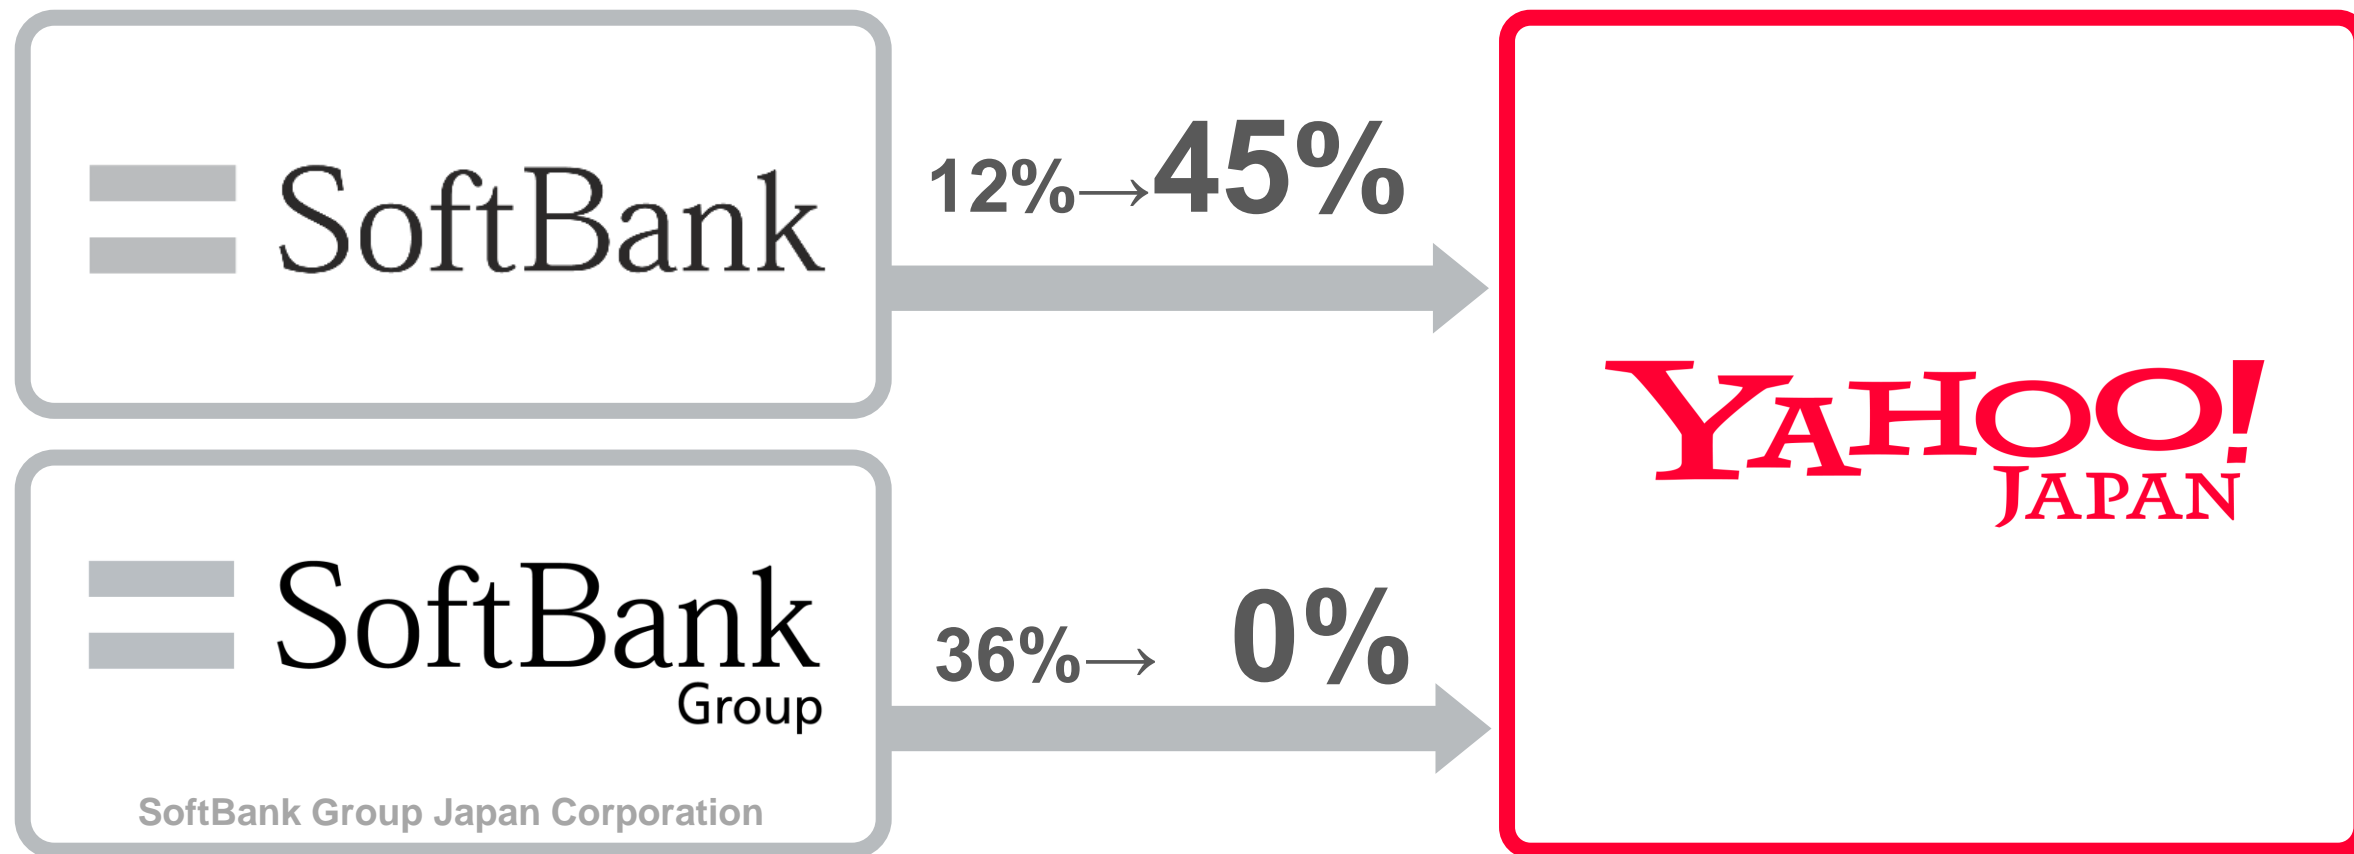 SoftBank
12%→45%
SoftBank
Group
SoftBank Group Japan Corporation
36%→ 0%
YAHOO!
JAPAN